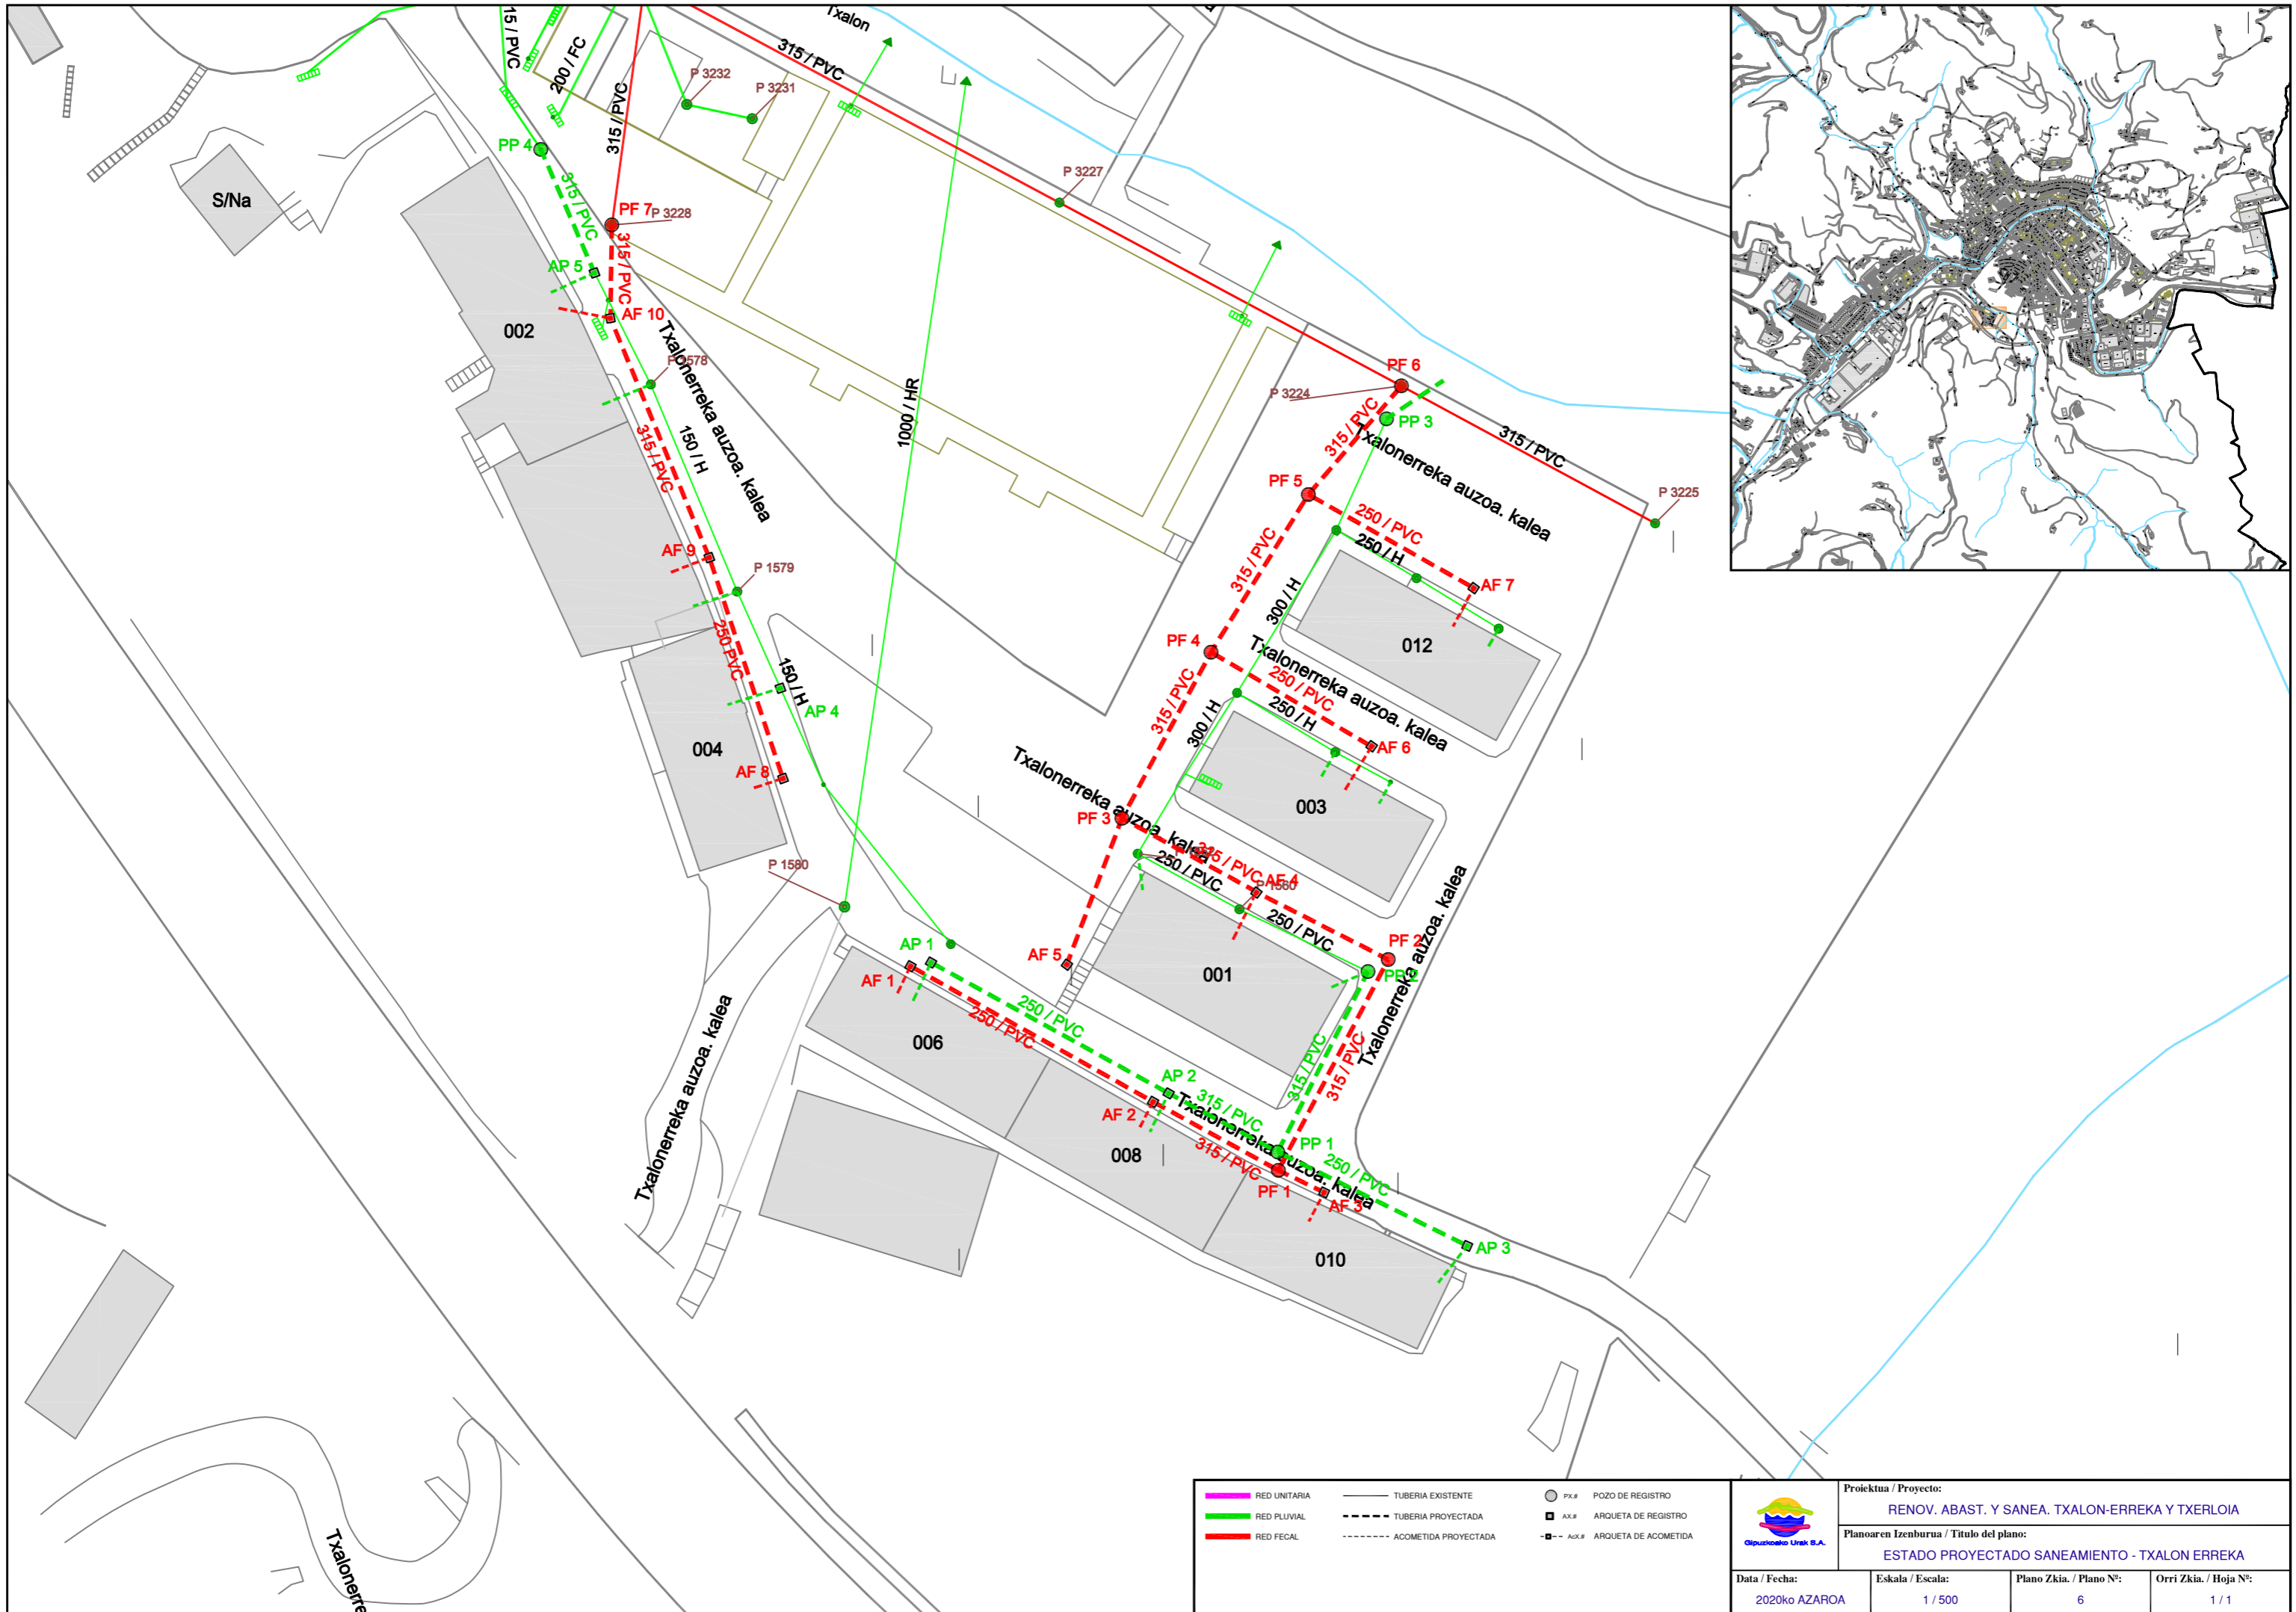 Txalon
315 / PVC
15 / PVC
200 / FC
315 / PVC
P 3232
P 3231
PP 4
S/Na
315 / PVC
P 3227
PF 7
P 3228
315 / PVC
AP 5
AF 10
002
Txalonerreka auzoa. kalea
P 1578
PF 6
P 3224
PP 3
315 / PVC
Txalonerreka auzoa. kalea
315 / PVC
1000 / HR
150 / H
315 / PVC
PF 5
P 3225
250 / PVC
250 / H
AF 9
P 1579
315 / PVC
AF 7
300 / H
250 PVC
PF 4
012
Txalonerreka auzoa. kalea
250 / PVC
150 / H
AP 4
315 / PVC
250 / H
300 / H
004
AF 8
AF 6
Txalonerreka auzoa. kalea
003
PF 3
315 / PVC
250 / PVC
P 1580
AF 4
P 1560
250 / PVC
Txalonerreka auzoa. kalea
AP 1
AF 1
AF 5
001
PF 2
PP 2
250 / PVC
250 / PVC
006
Txalonerreka auzoa. kalea
315 / PVC
315 / PVC
AP 2
315 / PVC
AF 2
Txalonerreka auzoa. kalea
PP 1
250 / PVC
008
315 / PVC
PF 1
AF 3
AP 3
010
Txalonerre
RED UNITARIA
TUBERIA EXISTENTE
PX.# POZO DE REGISTRO
RED PLUVIAL
TUBERIA PROYECTADA
AX.# ARQUETA DE REGISTRO
RED FECAL
ACOMETIDA PROYECTADA
AcX.# ARQUETA DE ACOMETIDA
Gipuzkoako Urak S.A.
Proiektua / Proyecto:
RENOV. ABAST. Y SANEA. TXALON-ERREKA Y TXERLOIA
Planoaren Izenburua / Titulo del plano:
ESTADO PROYECTADO SANEAMIENTO - TXALON ERREKA
Data / Fecha:
2020ko AZAROA
Eskala / Escala:
1 / 500
Plano Zkia. / Plano Nº:
6
Orri Zkia. / Hoja Nº:
1 / 1